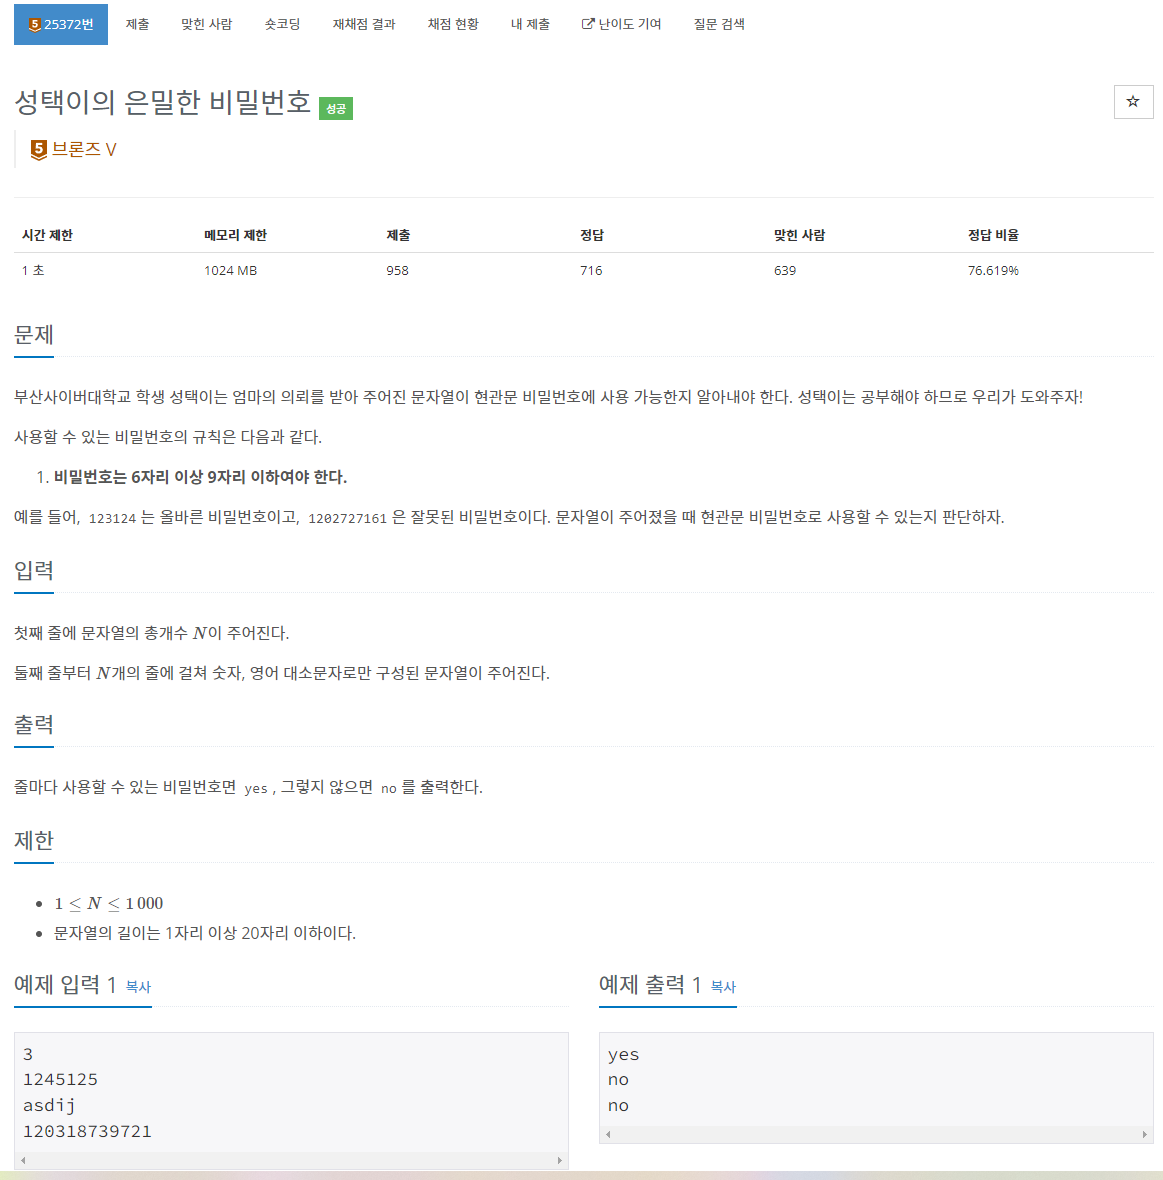 5 25372번 제출 맞힌 사람 숏코딩 재채점 결과 채점 현황 내 제출 난이도 기여 질문 검색
성택이의 은밀한 비밀번호 성공
5 브론즈 V
시간 제한 메모리 제한 제출 정답 맞힌 사람 정답 비율
1 초 1024 MB 958 716 639 76.619%
문제
부산사이버대학교 학생 성택이는 엄마의 의뢰를 받아 주어진 문자열이 현관문 비밀번호에 사용 가능한지 알아내야 한다. 성택이는 공부해야 하므로 우리가 도와주자!
사용할 수 있는 비밀번호의 규칙은 다음과 같다.
1. 비밀번호는 6자리 이상 9자리 이하여야 한다.
예를 들어, 123124 는 올바른 비밀번호이고, 1202727161 은 잘못된 비밀번호이다. 문자열이 주어졌을 때 현관문 비밀번호로 사용할 수 있는지 판단하자.
입력
첫째 줄에 문자열의 총개수 N이 주어진다.
둘째 줄부터 N개의 줄에 걸쳐 숫자, 영어 대소문자로만 구성된 문자열이 주어진다.
출력
줄마다 사용할 수 있는 비밀번호면 yes , 그렇지 않으면 no 를 출력한다.
제한
• 1 ≤ N ≤ 1 000
• 문자열의 길이는 1자리 이상 20자리 이하이다.
예제 입력 1 복사
3
1245125
asdij
120318739721
예제 출력 1 복사
yes
no
no